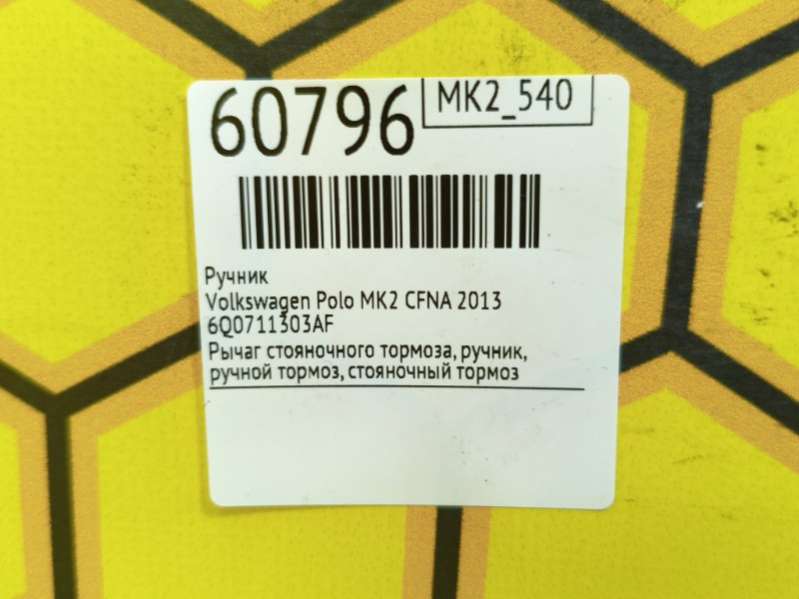 60796
MK2_540
Ручник
Volkswagen Polo MK2 CFNA 2013
6Q0711303AF
Рычаг стояночного тормоза, ручник,
ручной тормоз, стояночный тормоз